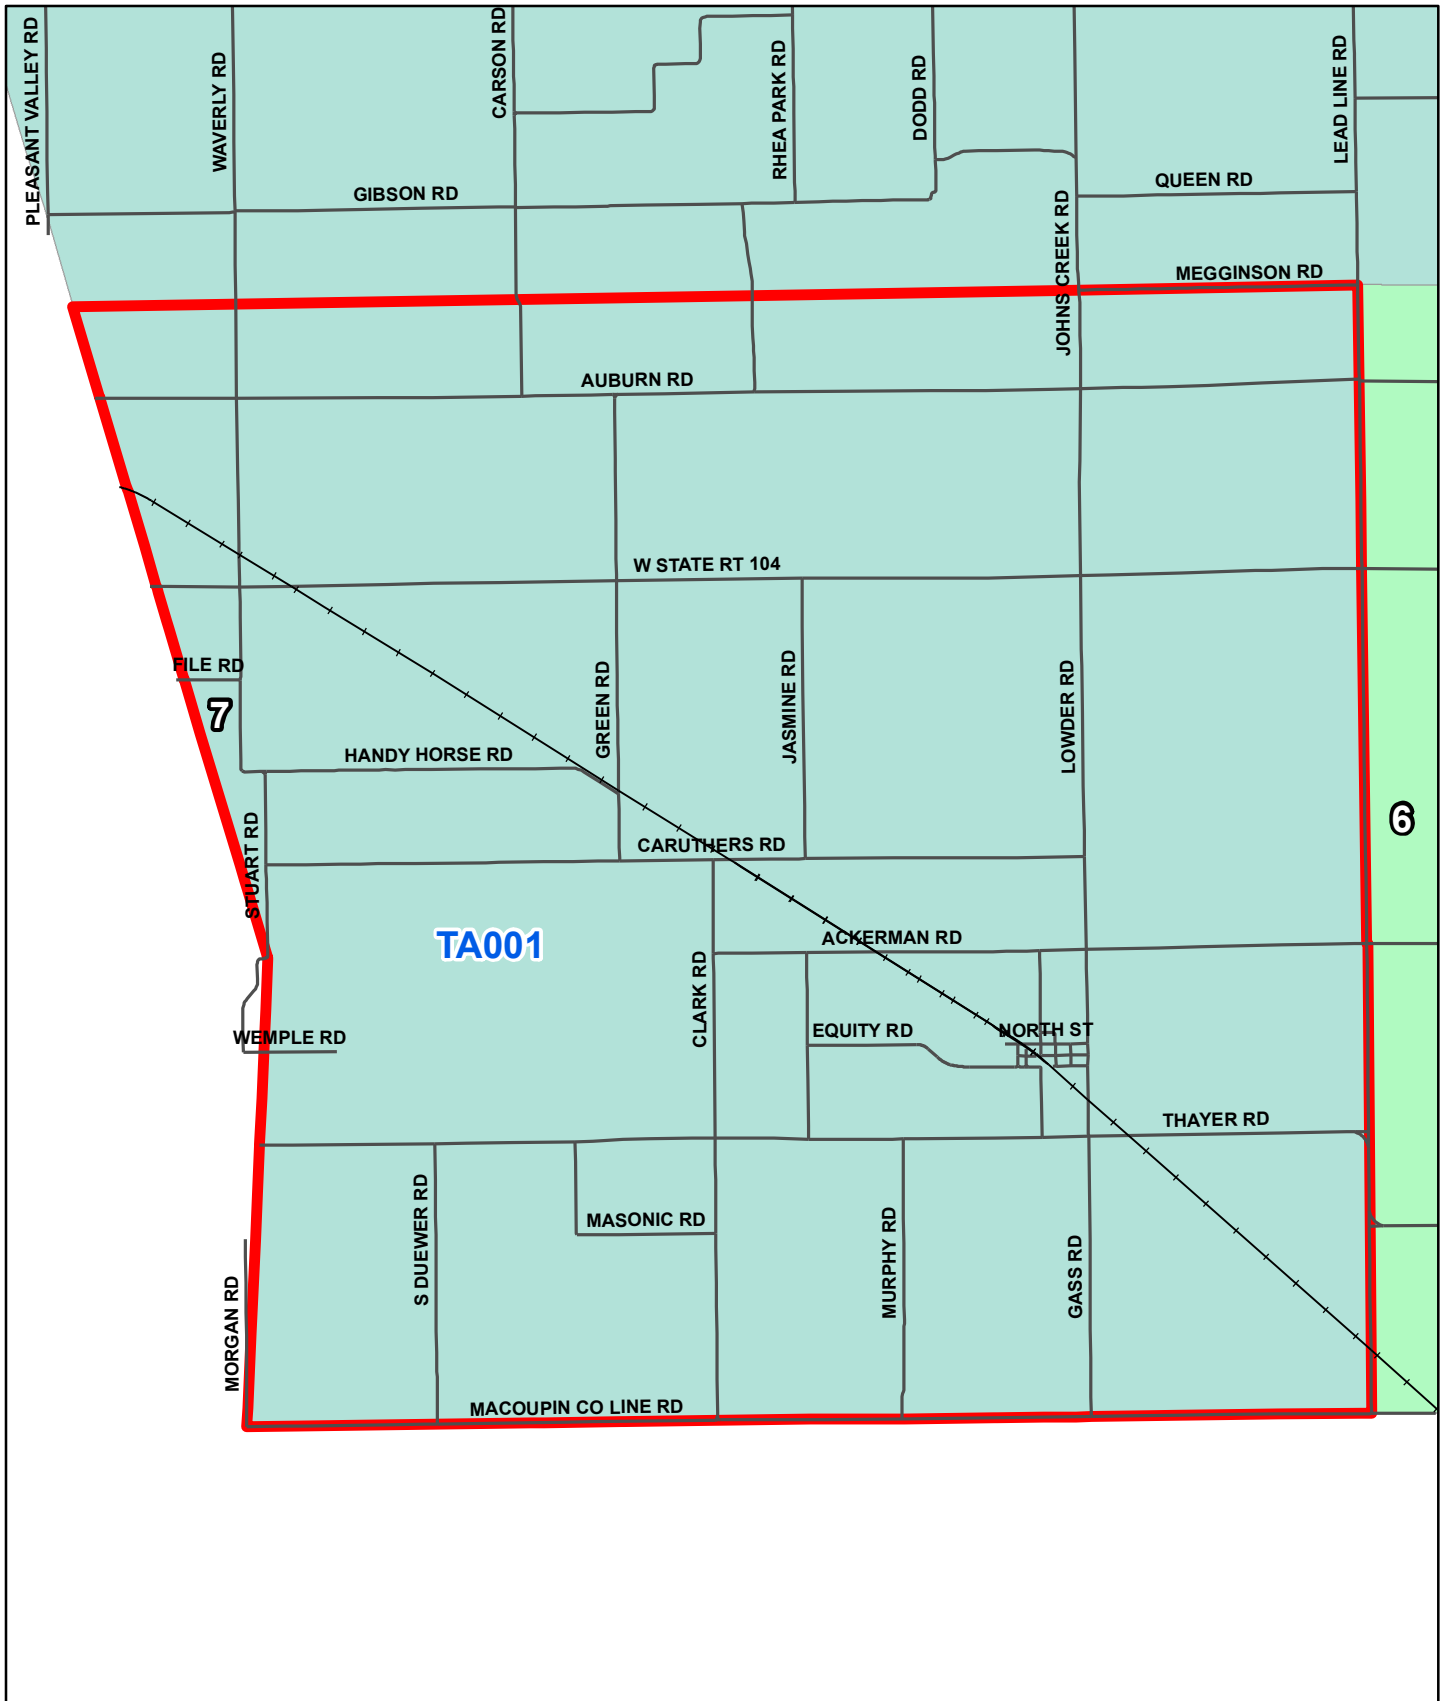 PLEASANT VALLEY RD
WAVERLY RD
CARSON RD
RHEA PARK RD
DODD RD
LEAD LINE RD
GIBSON RD
QUEEN RD
JOHNS CREEK RD
MEGGINSON RD
AUBURN RD
W STATE RT 104
FILE RD
7
GREEN RD
JASMINE RD
LOWDER RD
HANDY HORSE RD
6
STUART RD
CARUTHERS RD
TA001
ACKERMAN RD
CLARK RD
WEMPLE RD
EQUITY RD
NORTH ST
THAYER RD
S DUEWER RD
MASONIC RD
MURPHY RD
GASS RD
MORGAN RD
MACOUPIN CO LINE RD